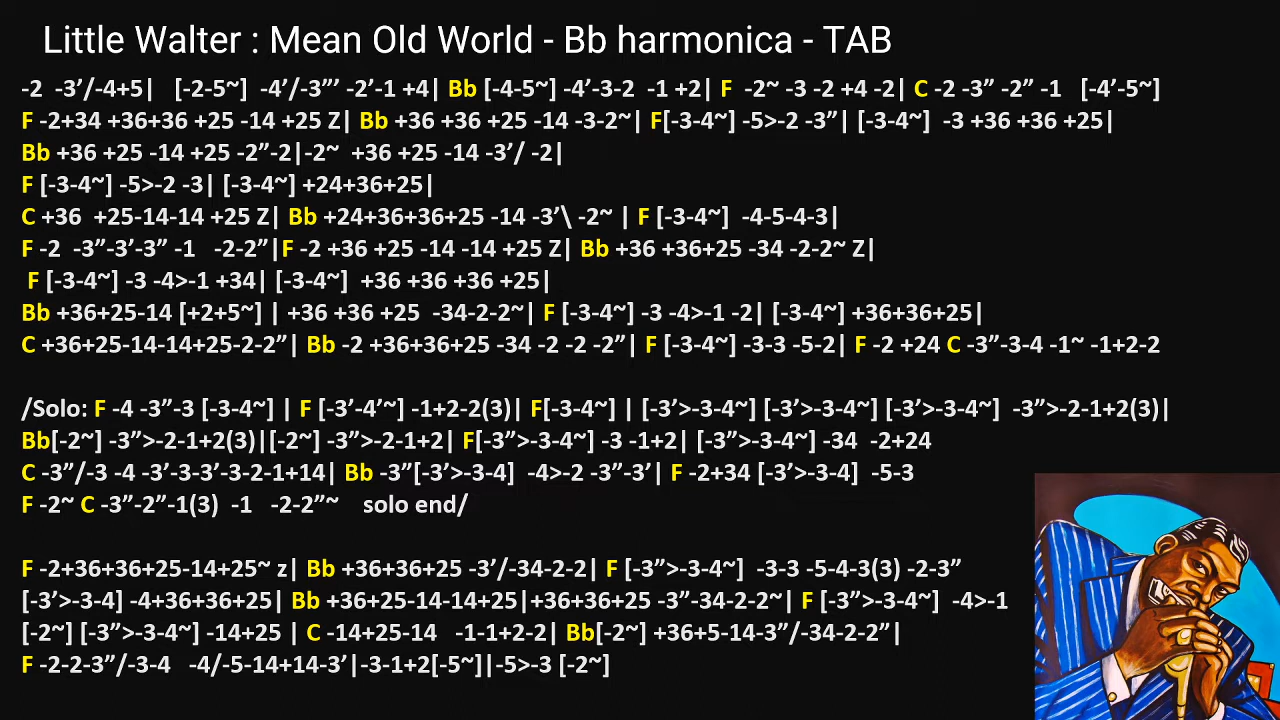 Little Walter : Mean Old World - Bb harmonica - TAB
-2  -3’/-4+5|   [-2-5~]  -4’/-3”’ -2’-1 +4| Bb [-4-5~] -4’-3-2  -1 +2| F  -2~ -3 -2 +4 -2| C -2 -3” -2” -1   [-4’-5~]
F -2+34 +36+36 +25 -14 +25 Z| Bb +36 +36 +25 -14 -3-2~| F[-3-4~] -5>-2 -3”| [-3-4~]  -3 +36 +36 +25|
Bb +36 +25 -14 +25 -2”-2|-2~  +36 +25 -14 -3’/ -2|
F [-3-4~] -5>-2 -3| [-3-4~] +24+36+25|
C +36  +25-14-14 +25 Z| Bb +24+36+36+25 -14 -3’\ -2~ | F [-3-4~]  -4-5-4-3|
F -2  -3”-3’-3” -1   -2-2”|F -2 +36 +25 -14 -14 +25 Z| Bb +36 +36+25 -34 -2-2~ Z|
F [-3-4~] -3 -4>-1 +34| [-3-4~]  +36 +36 +36 +25|
Bb +36+25-14 [+2+5~] | +36 +36 +25  -34-2-2~| F [-3-4~] -3 -4>-1 -2| [-3-4~] +36+36+25|
C +36+25-14-14+25-2-2”| Bb -2 +36+36+25 -34 -2 -2 -2”| F [-3-4~] -3-3 -5-2| F -2 +24 C -3”-3-4 -1~ -1+2-2
/Solo: F -4 -3”-3 [-3-4~] | F [-3’-4’~] -1+2-2(3)| F[-3-4~] | [-3’>-3-4~] [-3’>-3-4~] [-3’>-3-4~]  -3”>-2-1+2(3)|
Bb[-2~] -3”>-2-1+2(3)|[-2~] -3”>-2-1+2| F[-3”>-3-4~] -3 -1+2| [-3”>-3-4~] -34  -2+24
C -3”/-3 -4 -3’-3-3’-3-2-1+14| Bb -3”[-3’>-3-4]  -4>-2 -3”-3’| F -2+34 [-3’>-3-4]  -5-3
F -2~ C -3”-2”-1(3)  -1   -2-2”~    solo end/
F -2+36+36+25-14+25~ z| Bb +36+36+25 -3’/-34-2-2| F [-3”>-3-4~]  -3-3 -5-4-3(3) -2-3”
[-3’>-3-4] -4+36+36+25| Bb +36+25-14-14+25|+36+36+25 -3”-34-2-2~| F [-3”>-3-4~]  -4>-1
[-2~] [-3”>-3-4~] -14+25 | C -14+25-14   -1-1+2-2| Bb[-2~] +36+5-14-3”/-34-2-2”|
F -2-2-3”/-3-4   -4/-5-14+14-3’|-3-1+2[-5~]|-5>-3 [-2~]